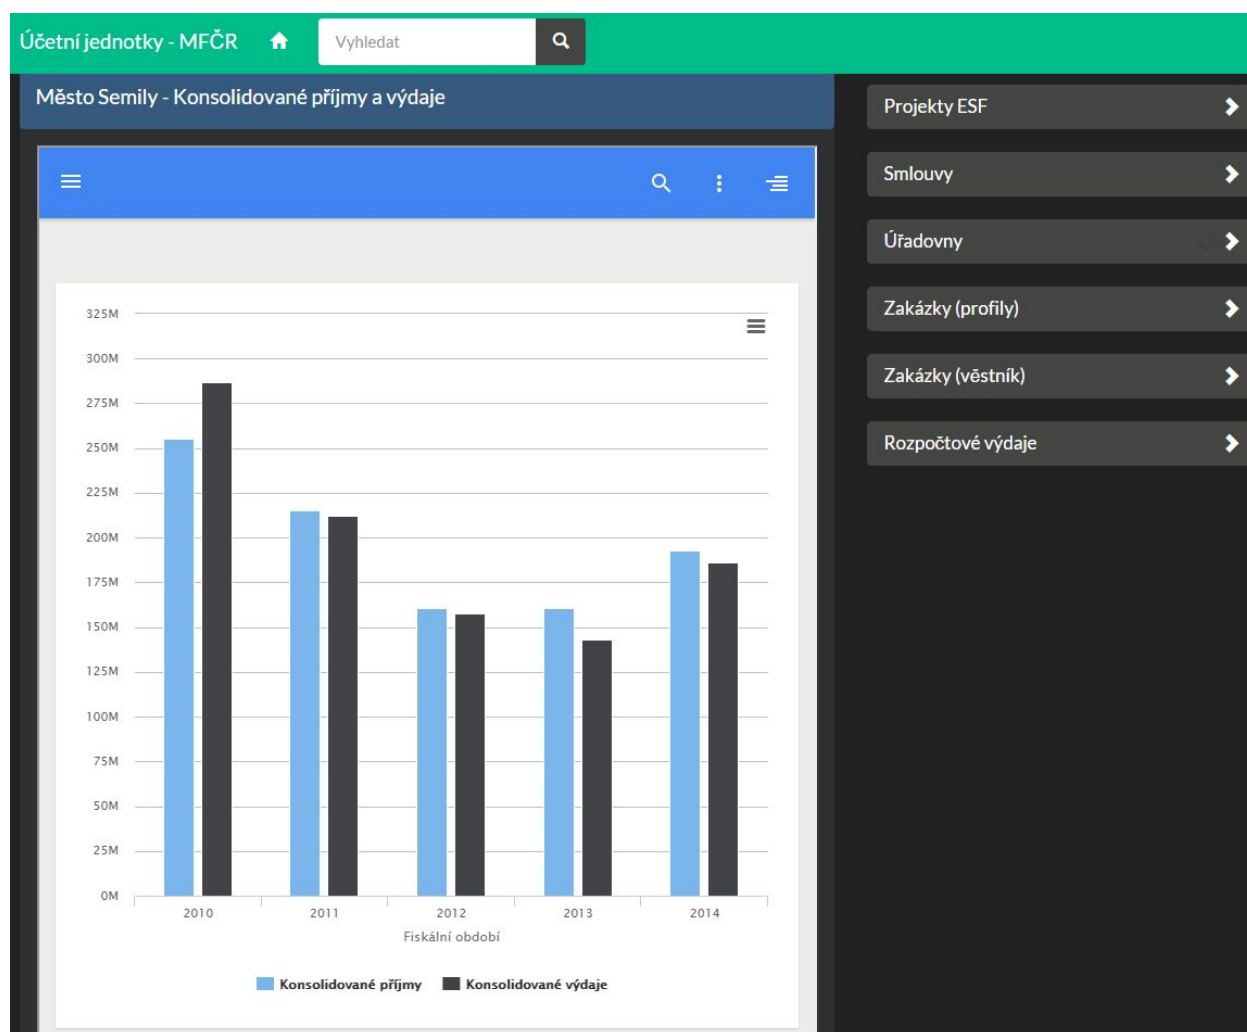 Účetní jednotky - MFČR
Vyhledat
Město Semily - Konsolidované příjmy a výdaje
325M
300M
275M
250M
225M
200M
175M
150M
125M
100M
75M
50M
25M
0M
2010 2011 2012 2013 2014
Fiskální období
Konsolidované příjmy Konsolidované výdaje
Projekty ESF
Smlouvy
Úřadovny
Zakázky (profily)
Zakázky (věstník)
Rozpočtové výdaje